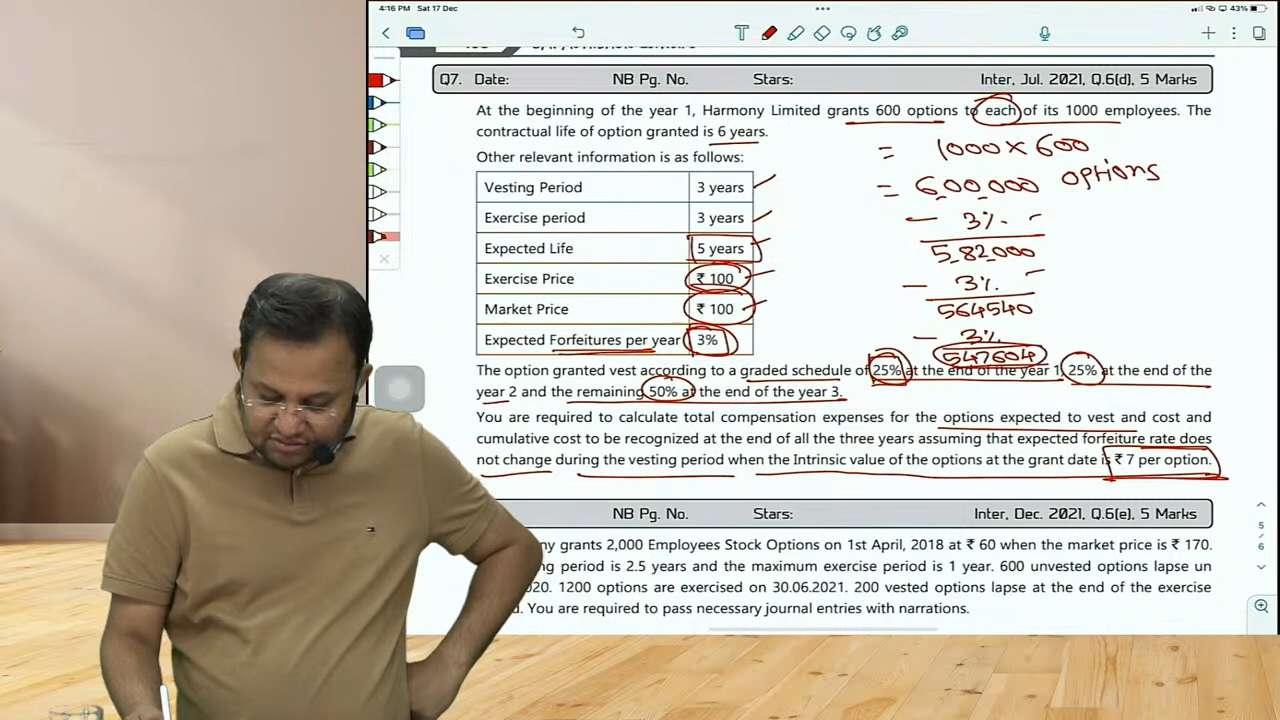 4:16 PM Sat 17 Dec
43%
Q7. Date: NB Pg. No. Stars: Inter, Jul. 2021, Q.6(d), 5 Marks
At the beginning of the year 1, Harmony Limited grants 600 options to each of its 1000 employees. The
contractual life of option granted is 6 years.
Other relevant information is as follows:
Vesting Period 3 years
Exercise period 3 years
Expected Life 5 years
Exercise Price ₹ 100
Market Price ₹ 100
Expected Forfeitures per year 3%
= 1000 × 600
= 600,000 options
- 3%
582000
- 3%
564540
- 3%
547604
The option granted vest according to a graded schedule of 25% at the end of the year 1, 25% at the end of the
year 2 and the remaining 50% at the end of the year 3.
You are required to calculate total compensation expenses for the options expected to vest and cost and
cumulative cost to be recognized at the end of all the three years assuming that expected forfeiture rate does
not change during the vesting period when the Intrinsic value of the options at the grant date is ₹ 7 per option.
NB Pg. No. Stars: Inter, Dec. 2021, Q.6(e), 5 Marks
grants 2,000 Employees Stock Options on 1st April, 2018 at ₹ 60 when the market price is ₹ 170.
period is 2.5 years and the maximum exercise period is 1 year. 600 unvested options lapse
1200 options are exercised on 30.06.2021. 200 vested options lapse at the end of the exercise
You are required to pass necessary journal entries with narrations.
5
6